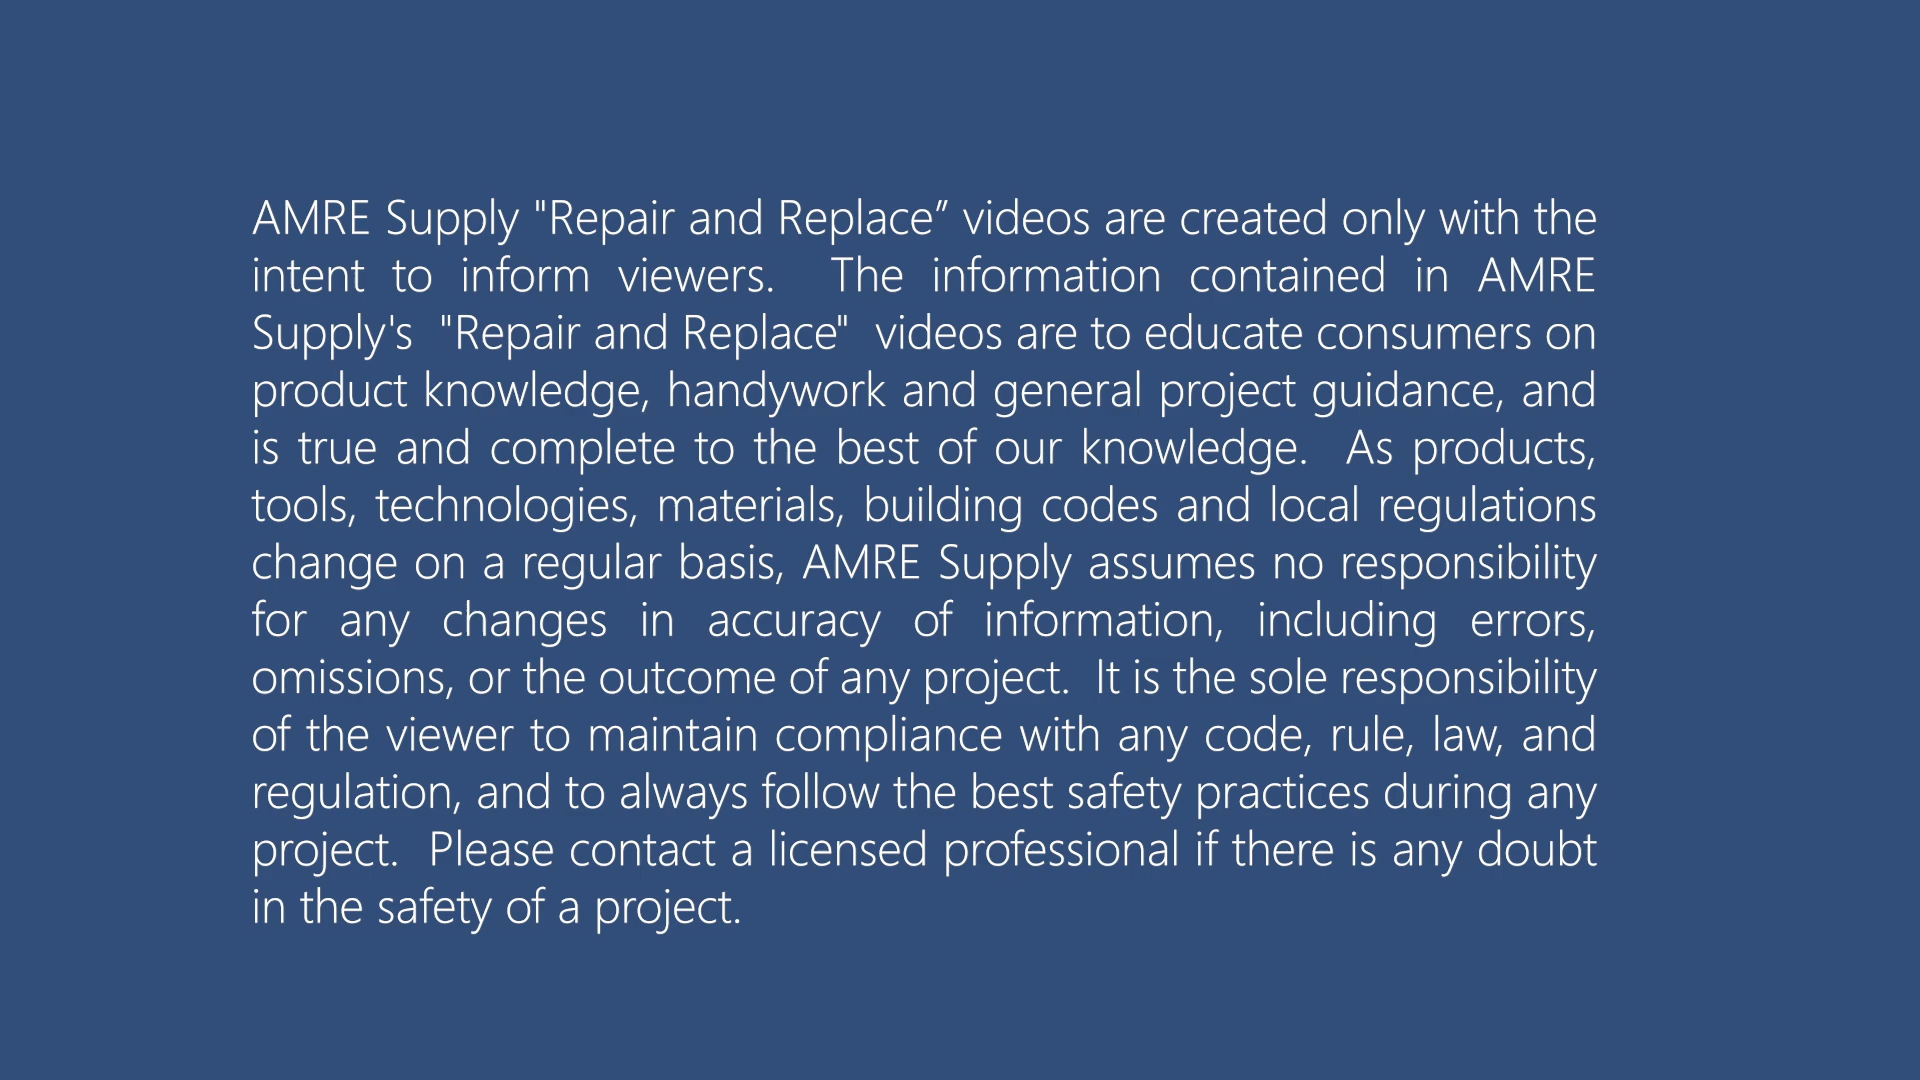 AMRE Supply "Repair and Replace” videos are created only with the
intent to inform viewers.  The information contained in AMRE
Supply's  "Repair and Replace"  videos are to educate consumers on
product knowledge, handywork and general project guidance, and
is true and complete to the best of our knowledge.  As products,
tools, technologies, materials, building codes and local regulations
change on a regular basis, AMRE Supply assumes no responsibility
for any changes in accuracy of information, including errors,
omissions, or the outcome of any project.  It is the sole responsibility
of the viewer to maintain compliance with any code, rule, law, and
regulation, and to always follow the best safety practices during any
project.  Please contact a licensed professional if there is any doubt
in the safety of a project.